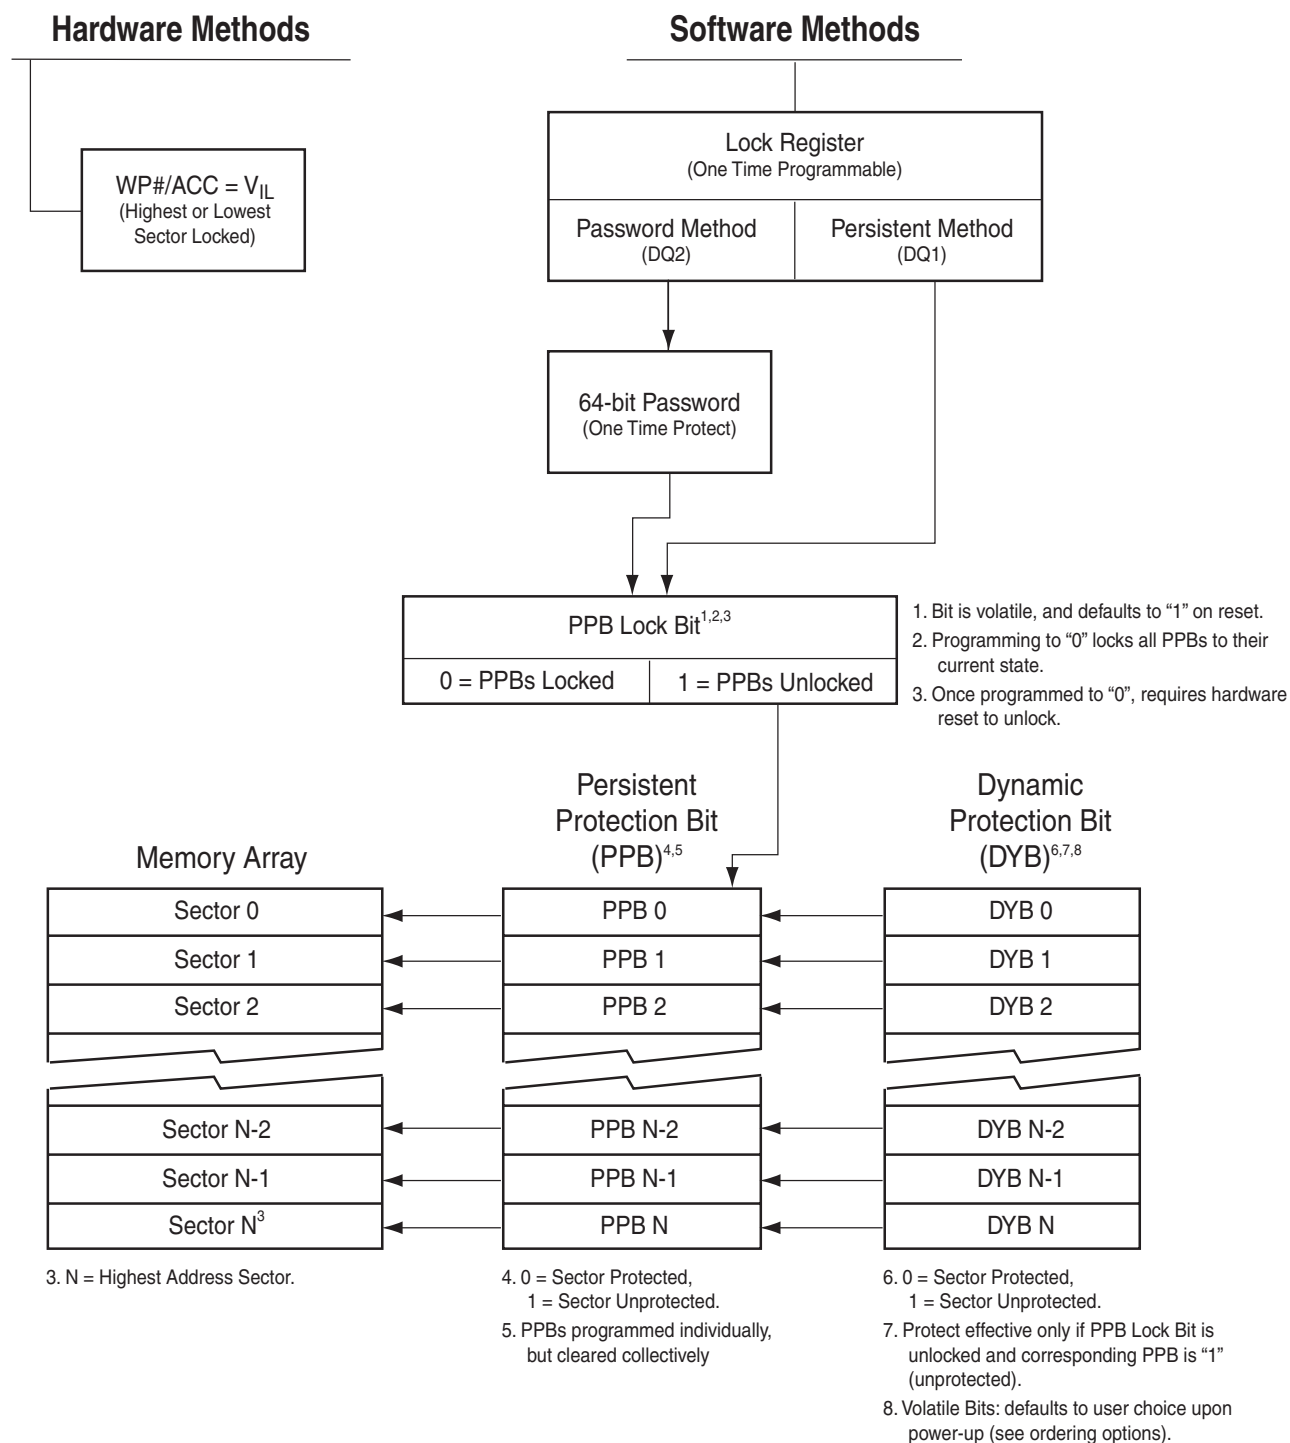 Hardware Methods
Software Methods
WP#/ACC = VIL
(Highest or Lowest
Sector Locked)
Lock Register
(One Time Programmable)
Password Method
(DQ2)
Persistent Method
(DQ1)
64-bit Password
(One Time Protect)
PPB Lock Bit1,2,3
0 = PPBs Locked
1 = PPBs Unlocked
1. Bit is volatile, and defaults to “1” on reset.
2. Programming to “0” locks all PPBs to their
current state.
3. Once programmed to “0”, requires hardware
reset to unlock.
Memory Array
Persistent
Protection Bit
(PPB)4,5
Dynamic
Protection Bit
(DYB)6,7,8
Sector 0
PPB 0
DYB 0
Sector 1
PPB 1
DYB 1
Sector 2
PPB 2
DYB 2
Sector N-2
PPB N-2
DYB N-2
Sector N-1
PPB N-1
DYB N-1
Sector N3
PPB N
DYB N
3. N = Highest Address Sector.
4. 0 = Sector Protected,
1 = Sector Unprotected.
5. PPBs programmed individually,
but cleared collectively
6. 0 = Sector Protected,
1 = Sector Unprotected.
7. Protect effective only if PPB Lock Bit is
unlocked and corresponding PPB is “1”
(unprotected).
8. Volatile Bits: defaults to user choice upon
power-up (see ordering options).